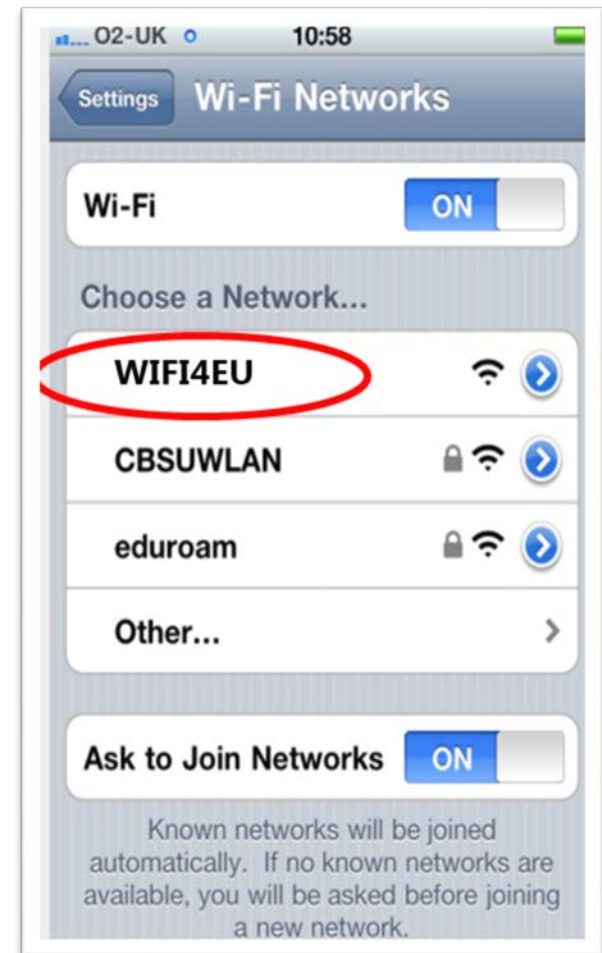 O2-UK 10:58
Settings Wi-Fi Networks
Wi-Fi ON
Choose a Network...
WIFI4EU
CBSUWLAN
eduroam
Other...
Ask to Join Networks ON
Known networks will be joined
automatically. If no known networks are
available, you will be asked before joining
a new network.